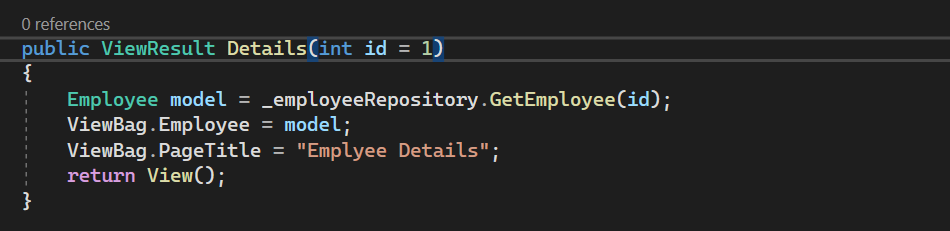 0 references
public ViewResult Details(int id = 1)
{
Employee model = _employeeRepository.GetEmployee(id);
ViewBag.Employee = model;
ViewBag.PageTitle = "Emplyee Details";
return View();
}